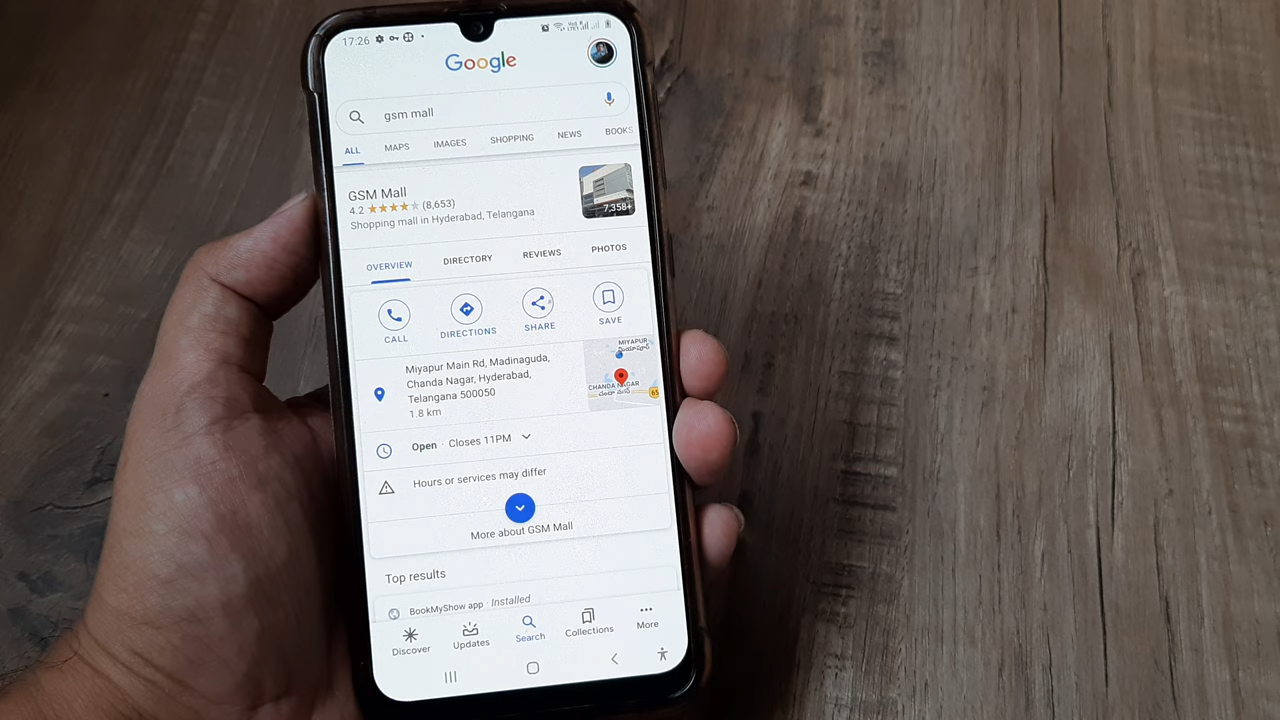 17:26
Google
gsm mall
ALL MAPS IMAGES SHOPPING NEWS BOOKS
GSM Mall
4.2 (8,653)
Shopping mall in Hyderabad, Telangana
7,358+
OVERVIEW DIRECTORY REVIEWS PHOTOS
CALL DIRECTIONS SHARE SAVE
Miyapur Main Rd, Madinaguda,
Chanda Nagar, Hyderabad,
Telangana 500050
1.8 km
MIYAPUR
CHANDA NAGAR
65
Open · Closes 11PM
Hours or services may differ
More about GSM Mall
Top results
BookMyShow app · Installed
Discover Updates Search Collections More